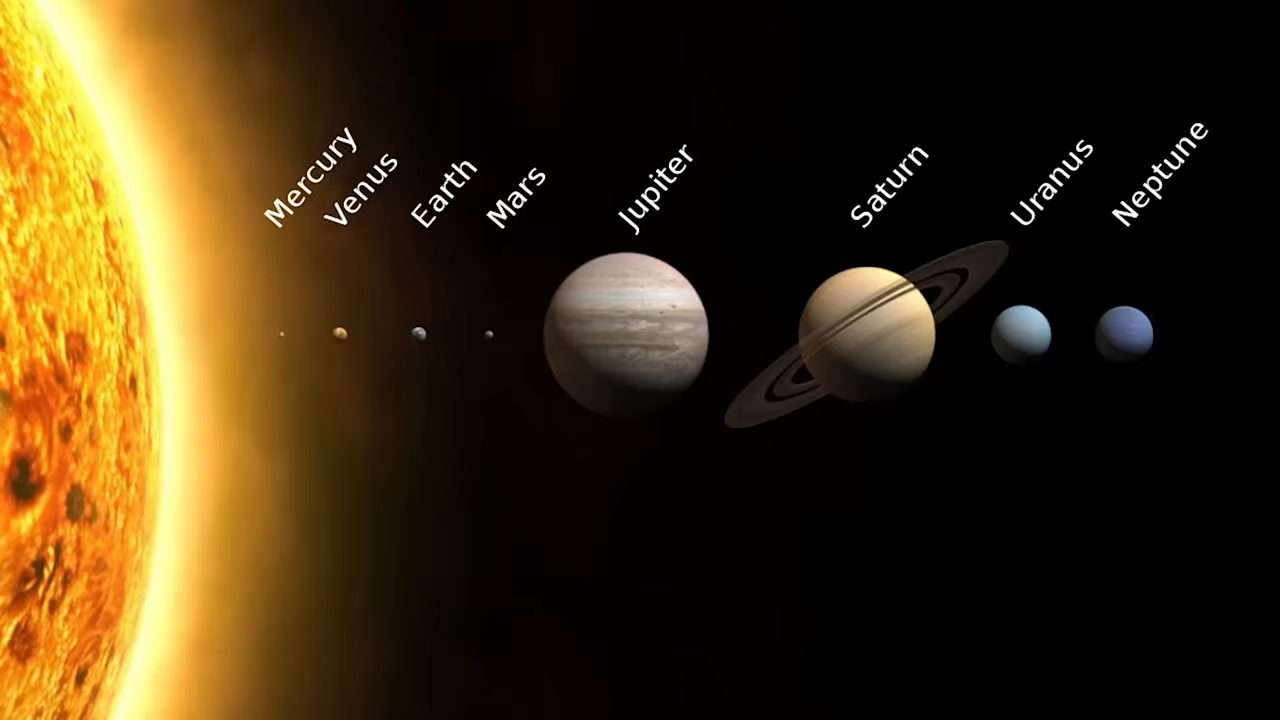 Mercury
Venus
Earth
Mars
Jupiter
Saturn
Uranus
Neptune